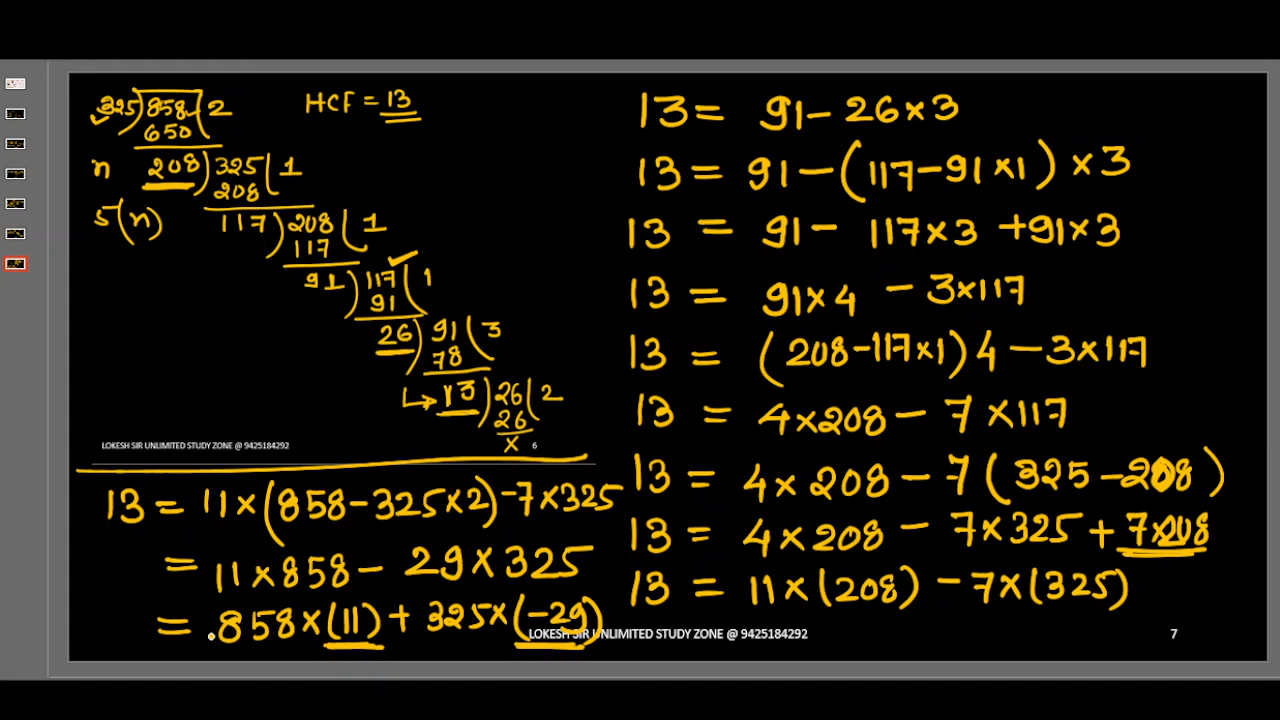 325)858(2 HCF = 13
650
n 208)325(1
208
5(n) 117)208(1
117
91)117(1
91
26)91(3
78
13)26(2
26
x
LOKESH SIR UNLIMITED STUDY ZONE @ 9425184292 6
13 = 11×(858-325×2)-7×325
= 11×858 - 29×325
= 858×(11) + 325×(-29)
13 = 91 - 26×3
13 = 91 - (117-91×1)×3
13 = 91 - 117×3 +91×3
13 = 91×4 - 3×117
13 = (208-117×1)4 - 3×117
13 = 4×208 - 7×117
13 = 4×208 - 7(325-208)
13 = 4×208 - 7×325 + 7×208
13 = 11×(208) - 7×(325)
LOKESH SIR UNLIMITED STUDY ZONE @ 9425184292 7